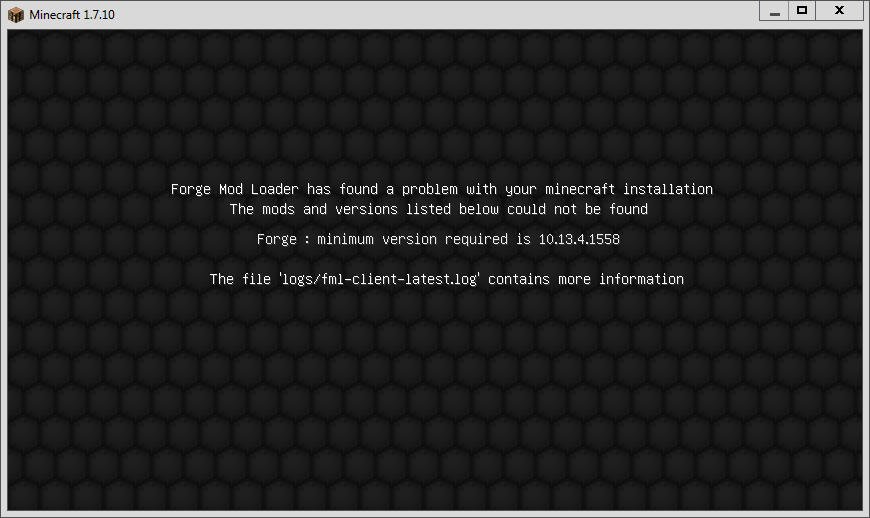 Minecraft 1.7.10
Forge Mod Loader has found a problem with your minecraft installation
The mods and versions listed below could not be found
Forge : minimum version required is 10.13.4.1558
The file 'logs/fml-client-latest.log' contains more information